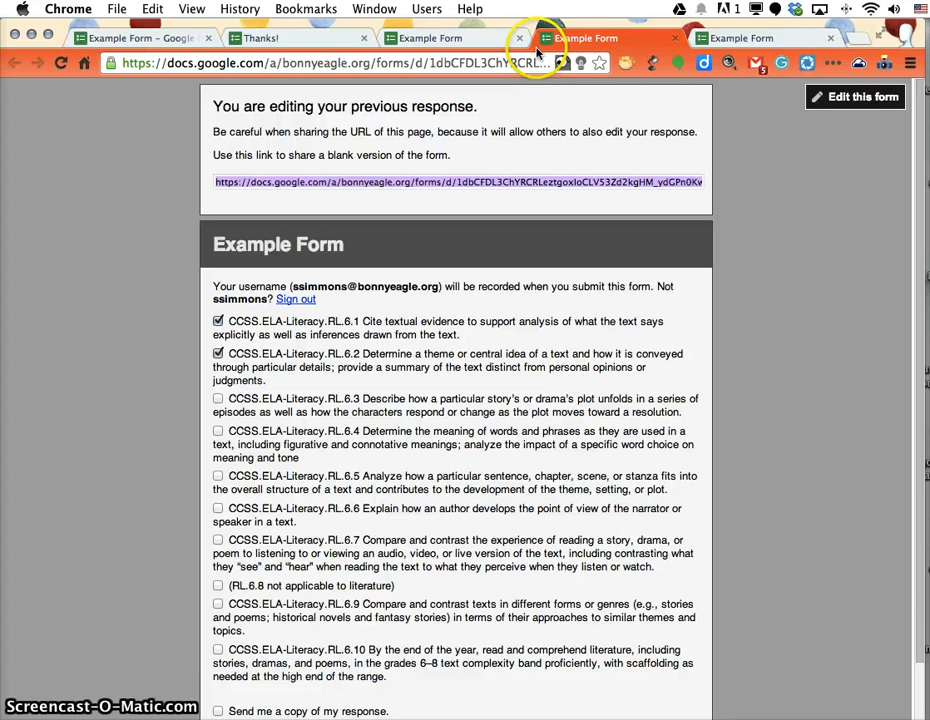 Chrome File Edit View History Bookmarks Window Users Help
Example Form – Google Thanks! Example Form Example Form Example Form
https://docs.google.com/a/bonnyeagle.org/forms/d/1dbCFDL3ChYRCRL...
You are editing your previous response.
Edit this form
Be careful when sharing the URL of this page, because it will allow others to also edit your response.
Use this link to share a blank version of the form.
https://docs.google.com/a/bonnyeagle.org/forms/d/1dbCFDL3ChYRCRLeztgoxIoCLV53Zd2kgHM_ydGPn0Kv
Example Form
Your username (ssimmons@bonnyeagle.org) will be recorded when you submit this form. Not
ssimmons? Sign out
CCSS.ELA-Literacy.RL.6.1 Cite textual evidence to support analysis of what the text says
explicitly as well as inferences drawn from the text.
CCSS.ELA-Literacy.RL.6.2 Determine a theme or central idea of a text and how it is conveyed
through particular details; provide a summary of the text distinct from personal opinions or
judgments.
CCSS.ELA-Literacy.RL.6.3 Describe how a particular story's or drama's plot unfolds in a series of
episodes as well as how the characters respond or change as the plot moves toward a resolution.
CCSS.ELA-Literacy.RL.6.4 Determine the meaning of words and phrases as they are used in a
text, including figurative and connotative meanings; analyze the impact of a specific word choice on
meaning and tone
CCSS.ELA-Literacy.RL.6.5 Analyze how a particular sentence, chapter, scene, or stanza fits into
the overall structure of a text and contributes to the development of the theme, setting, or plot.
CCSS.ELA-Literacy.RL.6.6 Explain how an author develops the point of view of the narrator or
speaker in a text.
CCSS.ELA-Literacy.RL.6.7 Compare and contrast the experience of reading a story, drama, or
poem to listening to or viewing an audio, video, or live version of the text, including contrasting what
they “see” and “hear” when reading the text to what they perceive when they listen or watch.
(RL.6.8 not applicable to literature)
CCSS.ELA-Literacy.RL.6.9 Compare and contrast texts in different forms or genres (e.g., stories
and poems; historical novels and fantasy stories) in terms of their approaches to similar themes and
topics.
CCSS.ELA-Literacy.RL.6.10 By the end of the year, read and comprehend literature, including
stories, dramas, and poems, in the grades 6–8 text complexity band proficiently, with scaffolding as
needed at the high end of the range.
Send me a copy of my response.
Screencast-O-Matic.com